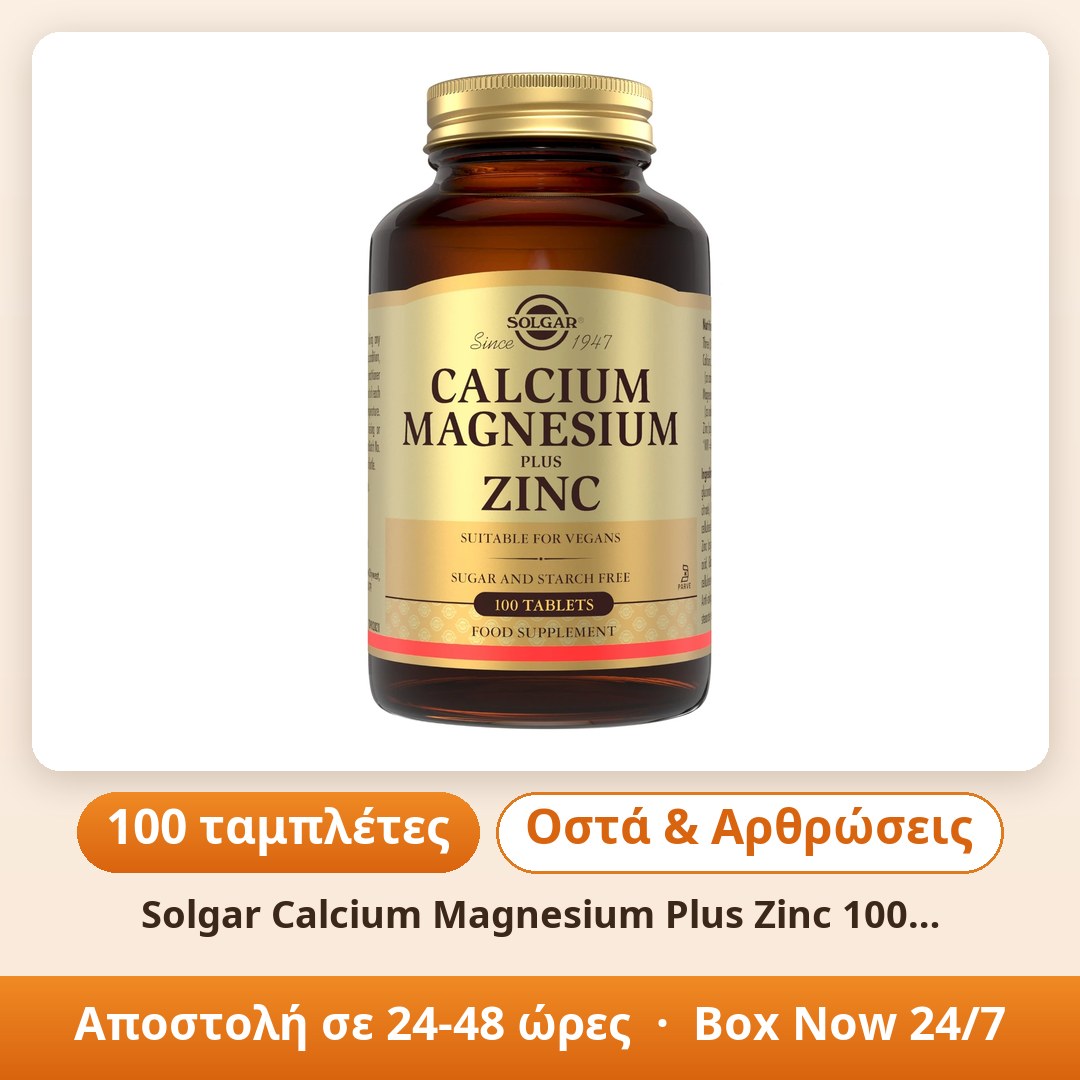 SOLGAR®
Since 1947
CALCIUM
MAGNESIUM
PLUS
ZINC
SUITABLE FOR VEGANS
SUGAR AND STARCH FREE
100 TABLETS
FOOD SUPPLEMENT
100 ταμπλέτες
Οστά & Αρθρώσεις
Solgar Calcium Magnesium Plus Zinc 100...
Αποστολή σε 24-48 ώρες · Box Now 24/7